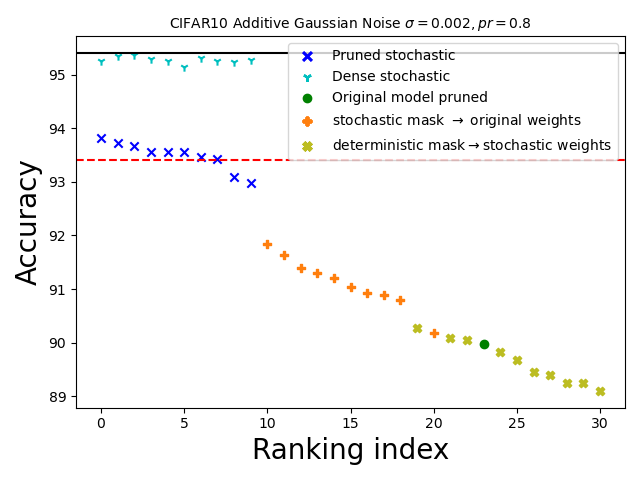 CIFAR10 Additive Gaussian Noise σ = 0.002, pr = 0.8
Pruned stochastic
Dense stochastic
Original model pruned
stochastic mask → original weights
deterministic mask→stochastic weights
Accuracy
95
94
93
92
91
90
89
0 5 10 15 20 25 30
Ranking index